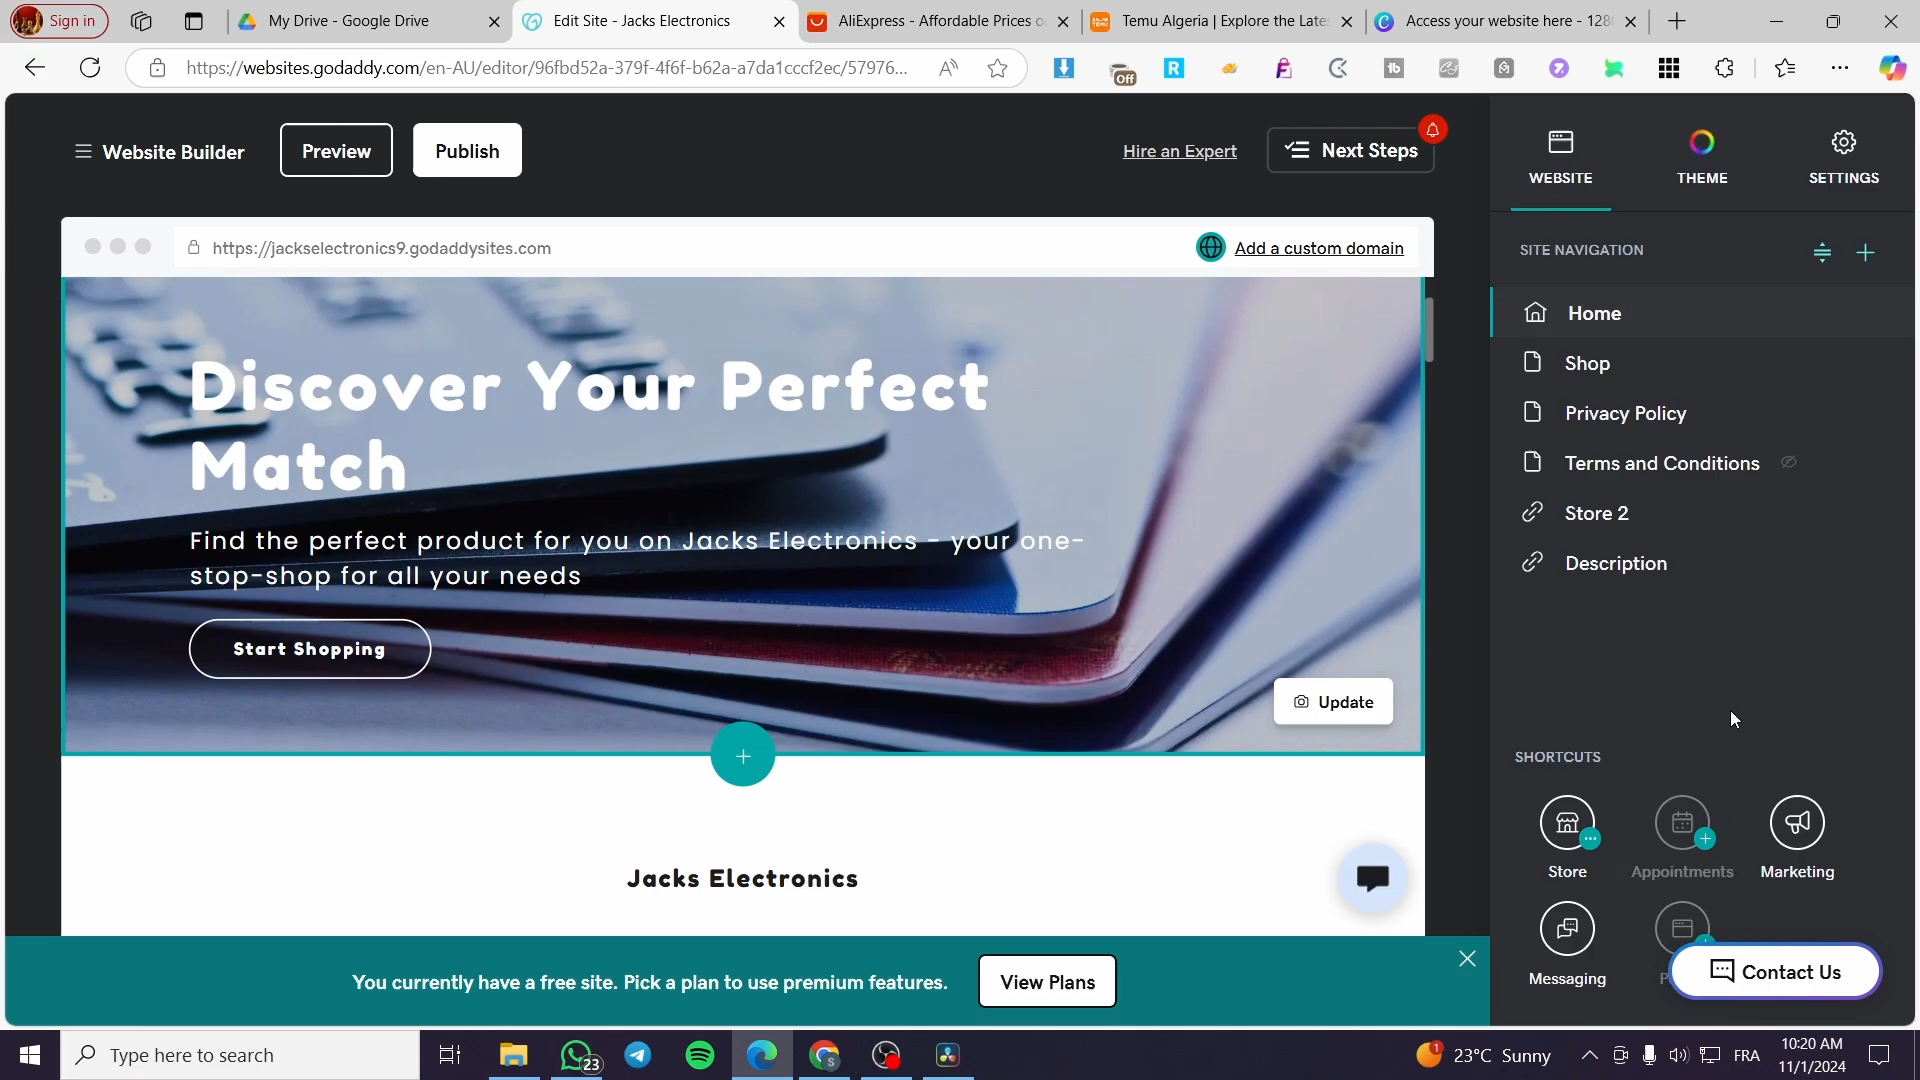 Sign in
My Drive - Google Drive
Edit Site - Jacks Electronics
AliExpress - Affordable Prices o
Temu Algeria | Explore the Lates
Access your website here - 128
https://websites.godaddy.com/en-AU/editor/96fbd52a-379f-4f6f-b62a-a7da1cccf2ec/57976...
Off
Website Builder
Preview
Publish
Hire an Expert
Next Steps
WEBSITE
THEME
SETTINGS
https://jackselectronics9.godaddysites.com
Add a custom domain
SITE NAVIGATION
Home
Shop
Privacy Policy
Terms and Conditions
Store 2
Description
Discover Your Perfect
Match
Find the perfect product for you on Jacks Electronics - your one-
stop-shop for all your needs
Start Shopping
Update
Jacks Electronics
SHORTCUTS
Store
Appointments
Marketing
Messaging
Contact Us
You currently have a free site. Pick a plan to use premium features.
View Plans
Type here to search
23
1
23°C Sunny
FRA
10:20 AM
11/1/2024